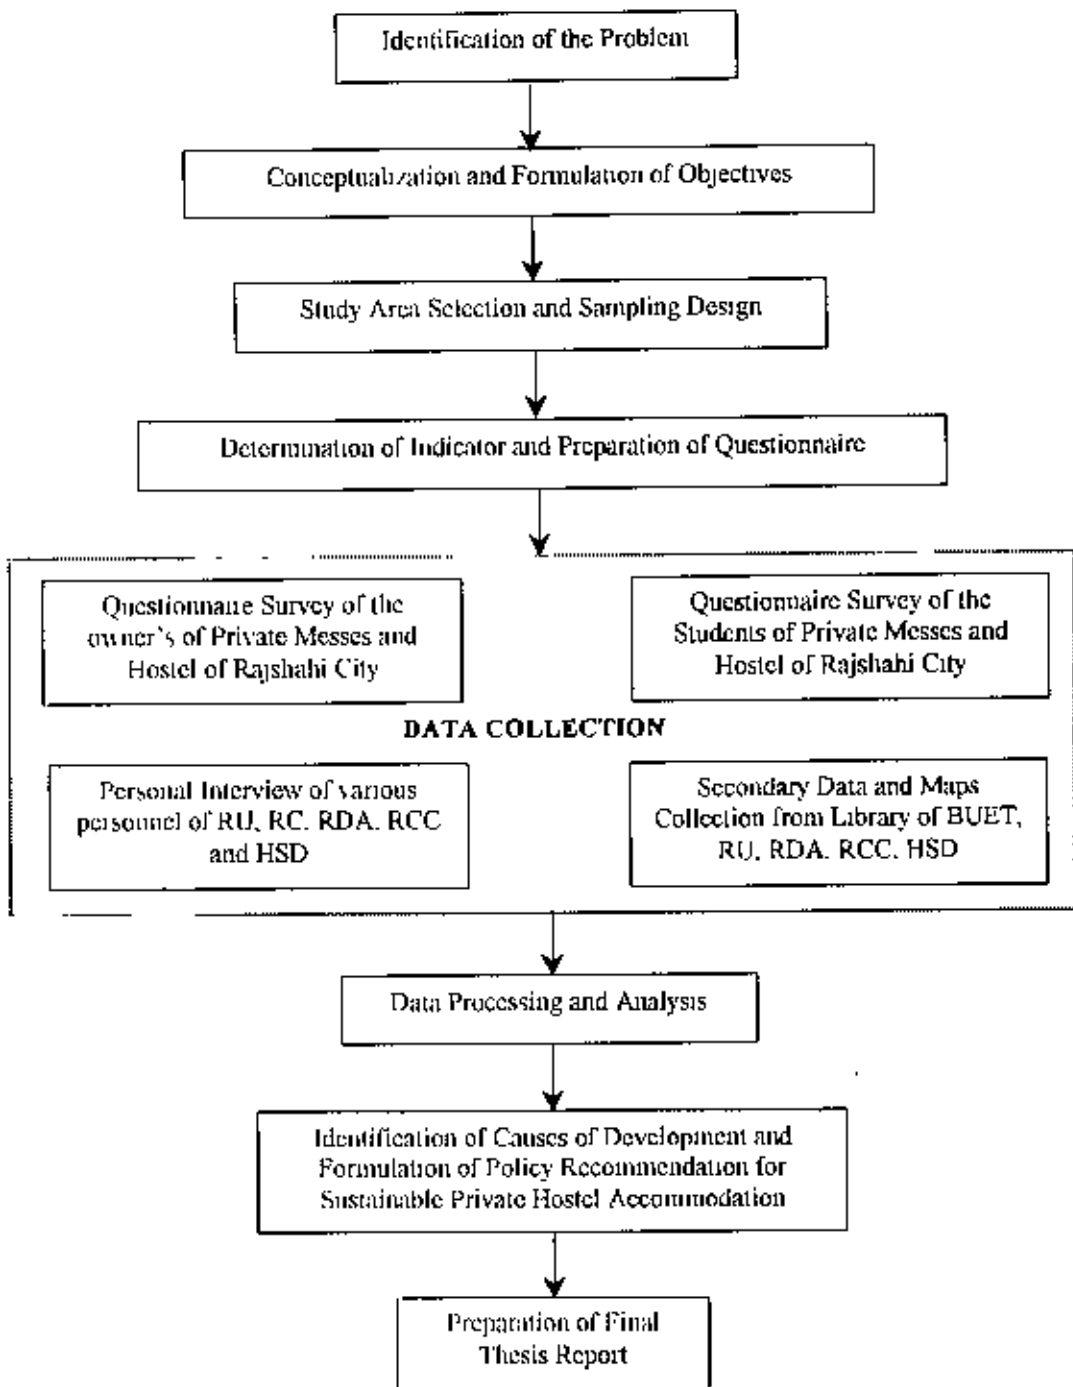 Identification of the Problem
Conceptualization and Formulation of Objectives
Study Area Selection and Sampling Design
Determination of Indicator and Preparation of Questionnaire
Questionnaire Survey of the
owner's of Private Messes and
Hostel of Rajshahi City
Questionnaire Survey of the
Students of Private Messes and
Hostel of Rajshahi City
DATA COLLECTION
Personal Interview of various
personnel of RU, RC, RDA, RCC
and HSD
Secondary Data and Maps
Collection from Library of BUET,
RU, RDA, RCC, HSD
Data Processing and Analysis
Identification of Causes of Development and
Formulation of Policy Recommendation for
Sustainable Private Hostel Accommodation
Preparation of Final
Thesis Report